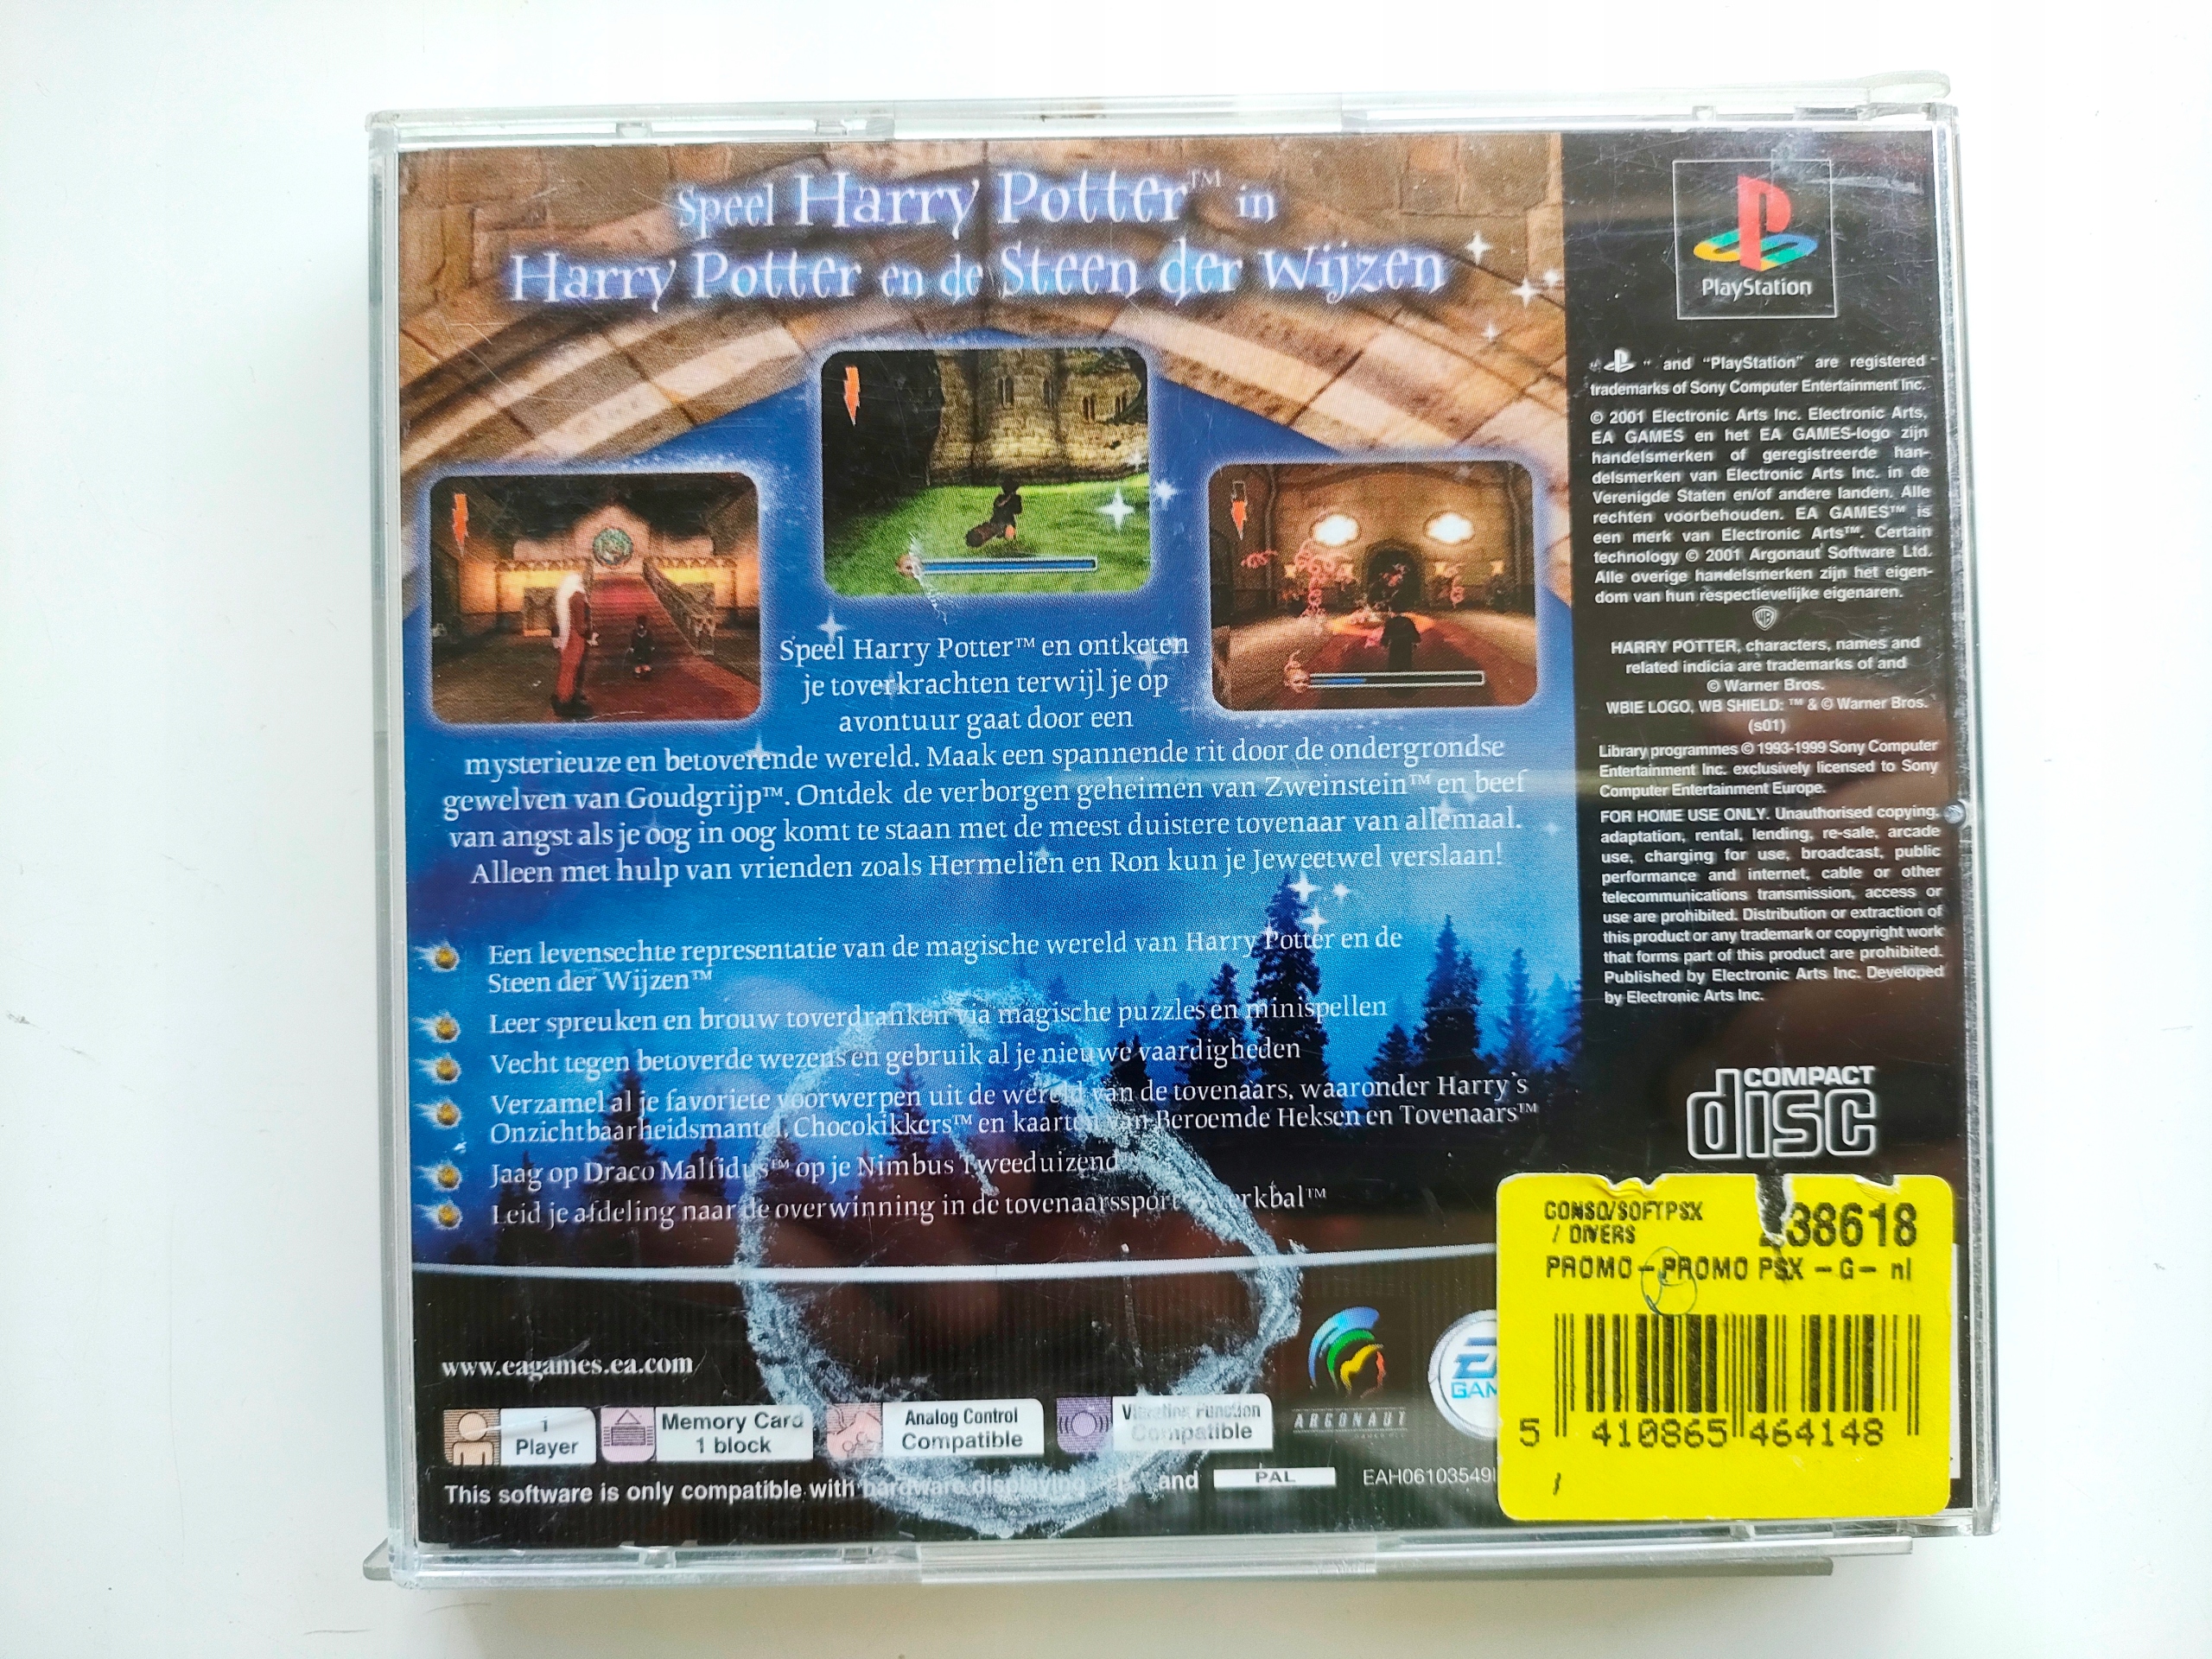 Speel Harry Potter™ in
Harry Potter en de Steen der Wijzen
Speel Harry Potter™ en ontketen
je toverkrachten terwijl je op
avontuur gaat door een
mysterieuze en betoverende wereld. Maak een spannende rit door de ondergrondse
gewelven van Goudgrijp™. Ontdek de verborgen geheimen van Zweinstein™ en beef
van angst als je oog in oog komt te staan met de meest duistere tovenaar van allemaal.
Alleen met hulp van vrienden zoals Hermelien en Ron kun je Jeweetwel verslaan!
Een levensechte representatie van de magische wereld van Harry Potter en de
Steen der Wijzen™
Leer spreuken en brouw toverdranken via magische puzzles en minispellen
Vecht tegen betoverde wezens en gebruik al je nieuwe vaardigheden
Verzamel al je favoriete voorwerpen uit de wereld van de tovenaars, waaronder Harry's
Onzichtbaarheidsmantel, Chocokikkers™ en kaarten van Beroemde Heksen en Tovenaars™
Jaag op Draco Malfidus™ op je Nimbus Tweeduizend
Leid je afdeling naar de overwinning in de tovenaarssport
www.eagames.ea.com
1
Player
Memory Card
1 block
Analog Control
Compatible
Vibrating Function
Compatible
This software is only compatible with hardware displaying and PAL
EAH06103549
ARGONAUT
EA
PlayStation
" " and "PlayStation" are registered
trademarks of Sony Computer Entertainment Inc.
© 2001 Electronic Arts Inc. Electronic Arts,
EA GAMES en het EA GAMES-logo zijn
handelsmerken of geregistreerde han-
delsmerken van Electronic Arts Inc. in de
Verenigde Staten en/of andere landen. Alle
rechten voorbehouden. EA GAMES™ is
een merk van Electronic Arts™. Certain
technology © 2001 Argonaut Software Ltd.
Alle overige handelsmerken zijn het eigen-
dom van hun respectievelijke eigenaren.
WB
HARRY POTTER, characters, names and
related indicia are trademarks of and
© Warner Bros.
WBIE LOGO, WB SHIELD: ™ & © Warner Bros.
(s01)
Library programmes © 1993-1999 Sony Computer
Entertainment Inc. exclusively licensed to Sony
Computer Entertainment Europe.
FOR HOME USE ONLY. Unauthorised copying,
adaptation, rental, lending, re-sale, arcade
use, charging for use, broadcast, public
performance and internet, cable or other
telecommunications transmission, access or
use are prohibited. Distribution or extraction of
this product or any trademark or copyright work
that forms part of this product are prohibited.
Published by Electronic Arts Inc. Developed
by Electronic Arts Inc.
COMPACT
disc
CONSO/SOFTPSX
/ DIVERS
38618
PROMO-PROMO PSX -G- nl
5 410865 464148